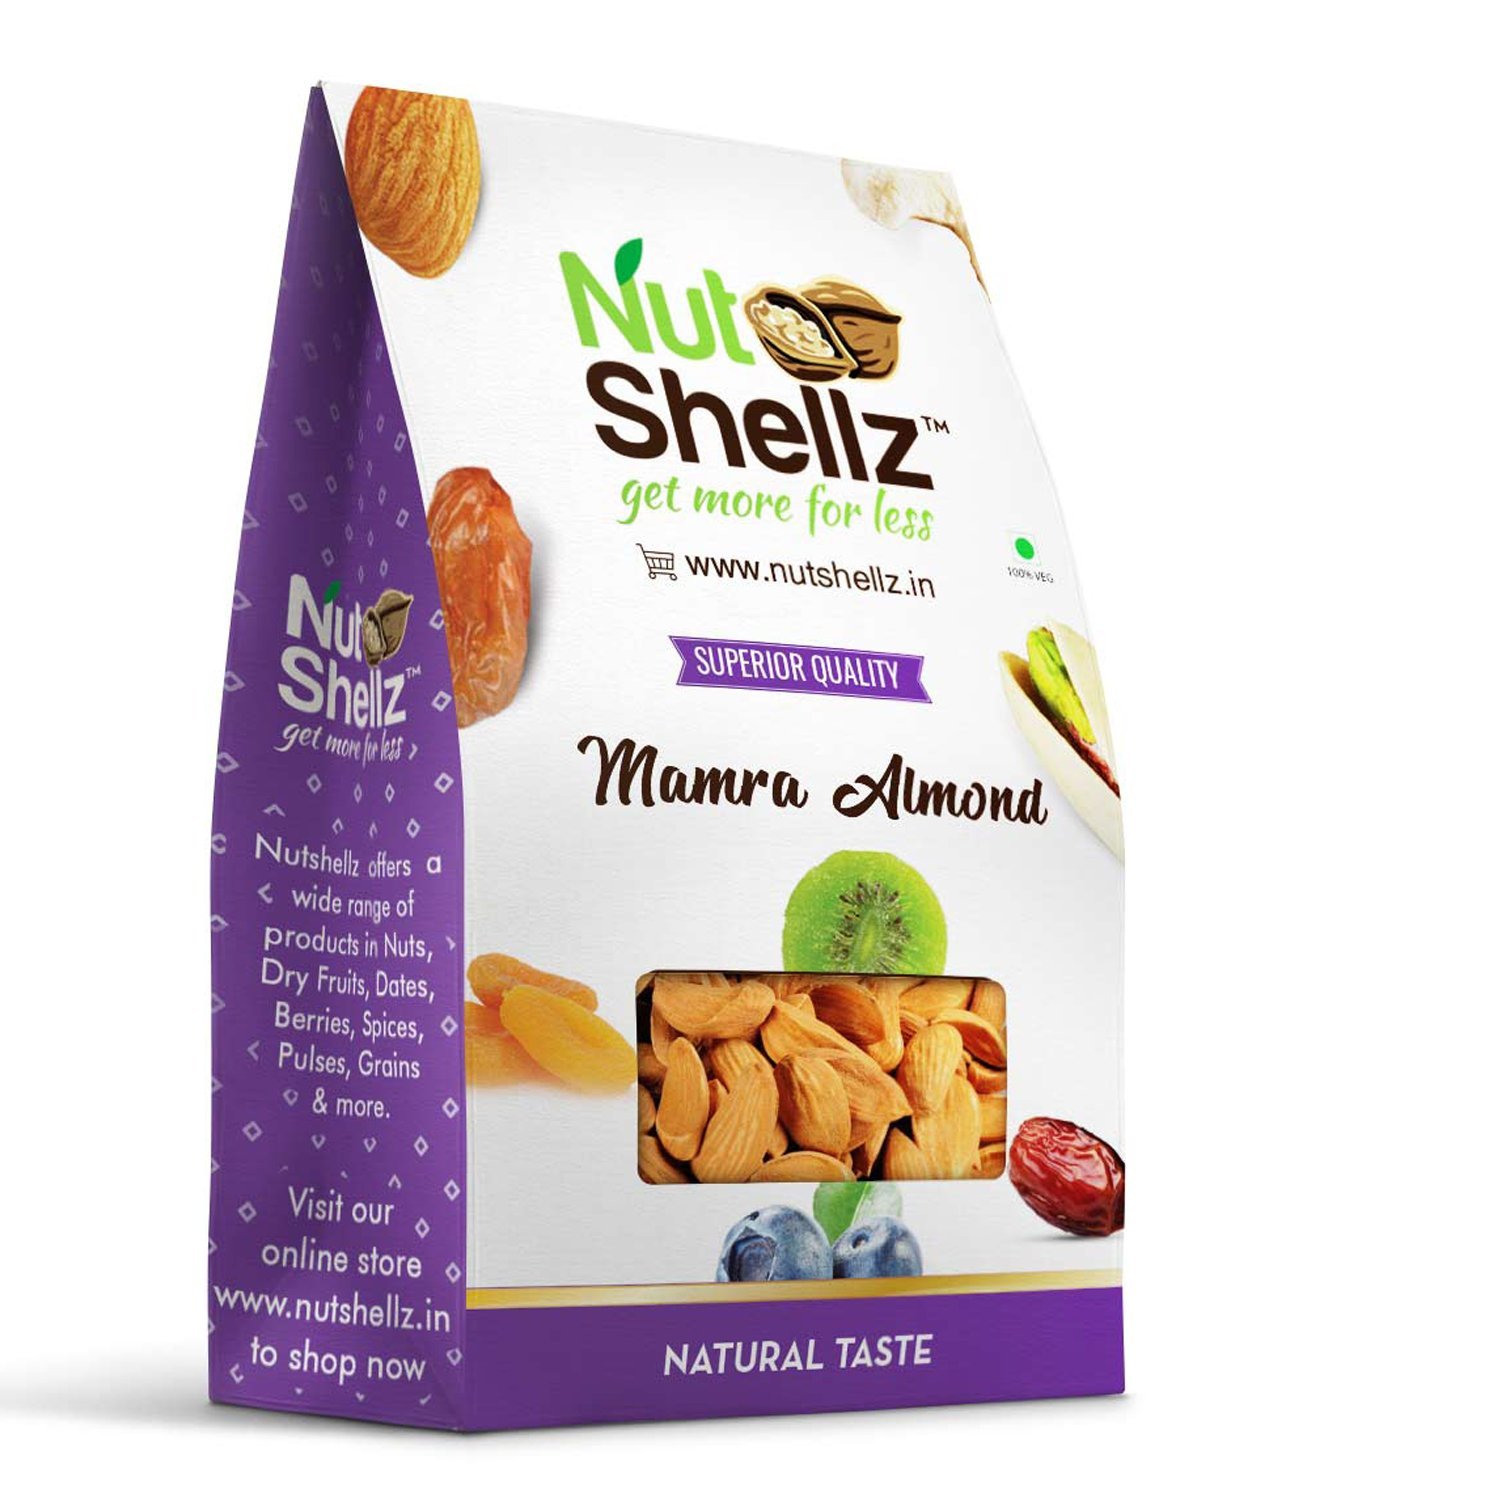 Nut
Shellz™
get more for less
www.nutshellz.in
100% VEG
SUPERIOR QUALITY
Mamra Almond
NATURAL TASTE
Nut
Shellz™
get more for less
Nutshellz offers a
wide range of
products in Nuts,
Dry Fruits, Dates,
Berries, Spices,
Pulses, Grains
& more.
Visit our
online store
www.nutshellz.in
to shop now